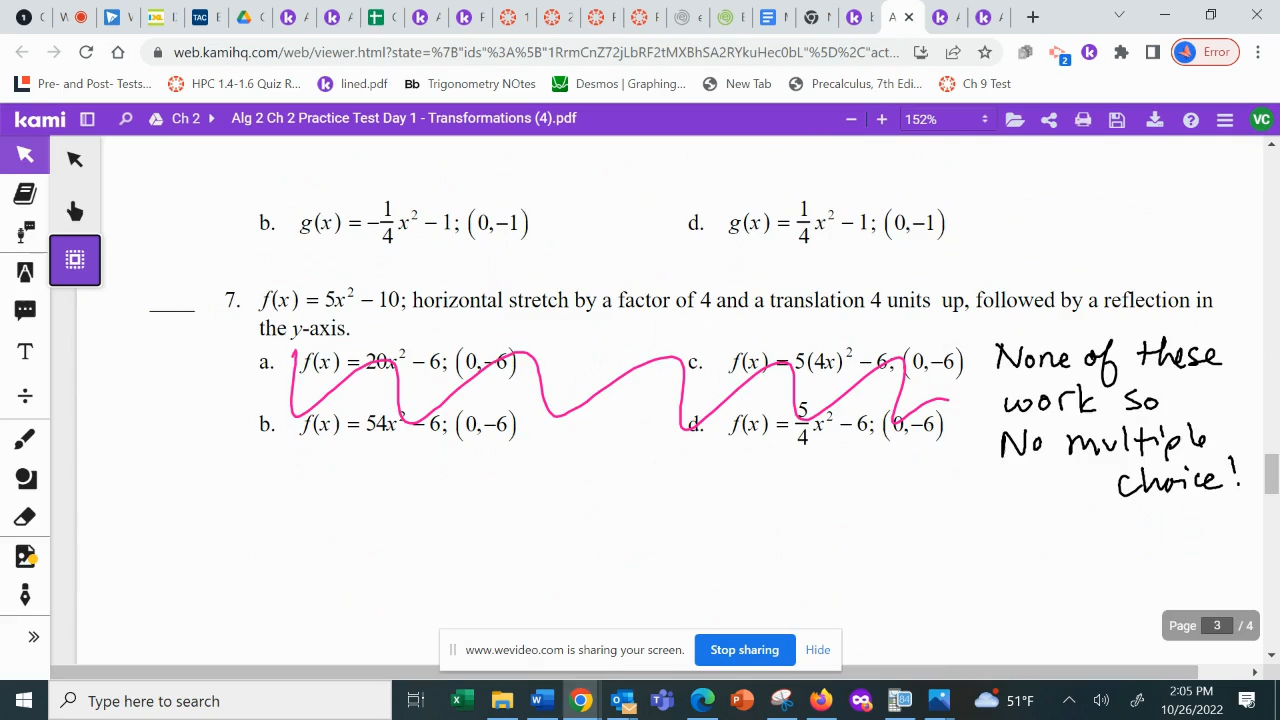 web.kamihq.com/web/viewer.html?state=%7B"ids"%3A%5B"1RrmCnZ72jLbRF2tMXBhSA2RYkuHec0bL"%5D%2C"act...
Error
Pre- and Post- Tests...
HPC 1.4-1.6 Quiz R...
lined.pdf
Bb Trigonometry NOtes
Desmos | Graphing...
New Tab
Precalculus, 7th Edi...
Ch 9 Test
kami
Ch 2
Alg 2 Ch 2 Practice Test Day 1 - Transformations (4).pdf
152%
VC
b. g(x) = −1/4 x² − 1; (0,−1)
d. g(x) = 1/4 x² − 1; (0,−1)
____ 7. f(x) = 5x² − 10; horizontal stretch by a factor of 4 and a translation 4 units up, followed by a reflection in
the y-axis.
a. f(x) = 20x² − 6; (0,−6)
c. f(x) = 5(4x)² − 6; (0,−6)
b. f(x) = 54x² − 6; (0,−6)
d. f(x) = 5/4 x² − 6; (0,−6)
None of these
work so
No multiple
choice!
Page 3 / 4
www.wevideo.com is sharing your screen.
Stop sharing
Hide
Type here to search
51°F
2:05 PM
10/26/2022